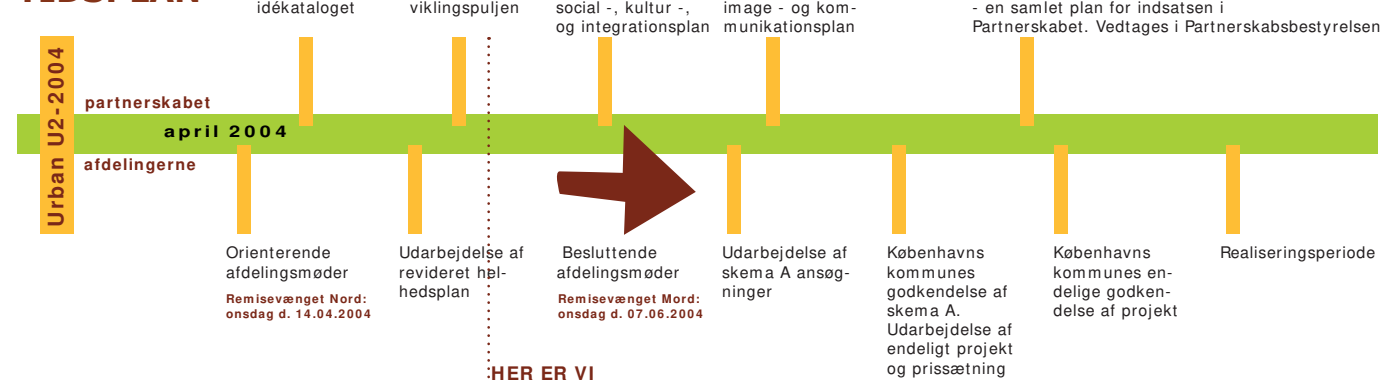 TIDSPLAN
idékataloget
viklingspuljen
social -, kultur -,
og integrationsplan
image - og kom-
munikationsplan
- en samlet plan for indsatsen i
Partnerskabet. Vedtages i Partnerskabsbestyrelsen
Urban U2-2004
partnerskabet
april 2004
afdelingerne
Orienterende
afdelingsmøder
Remisevænget Nord:
onsdag d. 14.04.2004
Udarbejdelse af
revideret hel-
hedsplan
Besluttende
afdelingsmøder
Remisevænget Mord:
onsdag d. 07.06.2004
Udarbejdelse af
skema A ansøg-
ninger
Københavns
kommunes
godkendelse af
skema A.
Udarbejdelse af
endeligt projekt
og prissætning
Københavns
kommunes en-
delige godken-
delse af projekt
Realiseringsperiode
HER ER VI